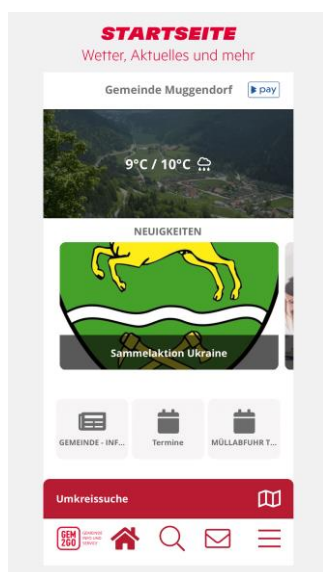 STARTSEITE
Wetter, Aktuelles und mehr
Gemeinde Muggendorf
pay
9°C / 10°C
NEUIGKEITEN
Sammelaktion Ukraine
GEMEINDE - INF...
Termine
MÜLLABFUHR T...
Umkreissuche
GEM
2GO